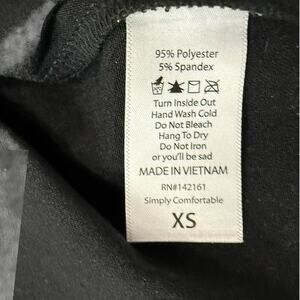 95% Polyester
5% Spandex
Turn Inside Out
Hand Wash Cold
Do Not Bleach
Hang To Dry
Do Not Iron
or you'll be sad
MADE IN VIETNAM
RN#142161
Simply Comfortable
XS